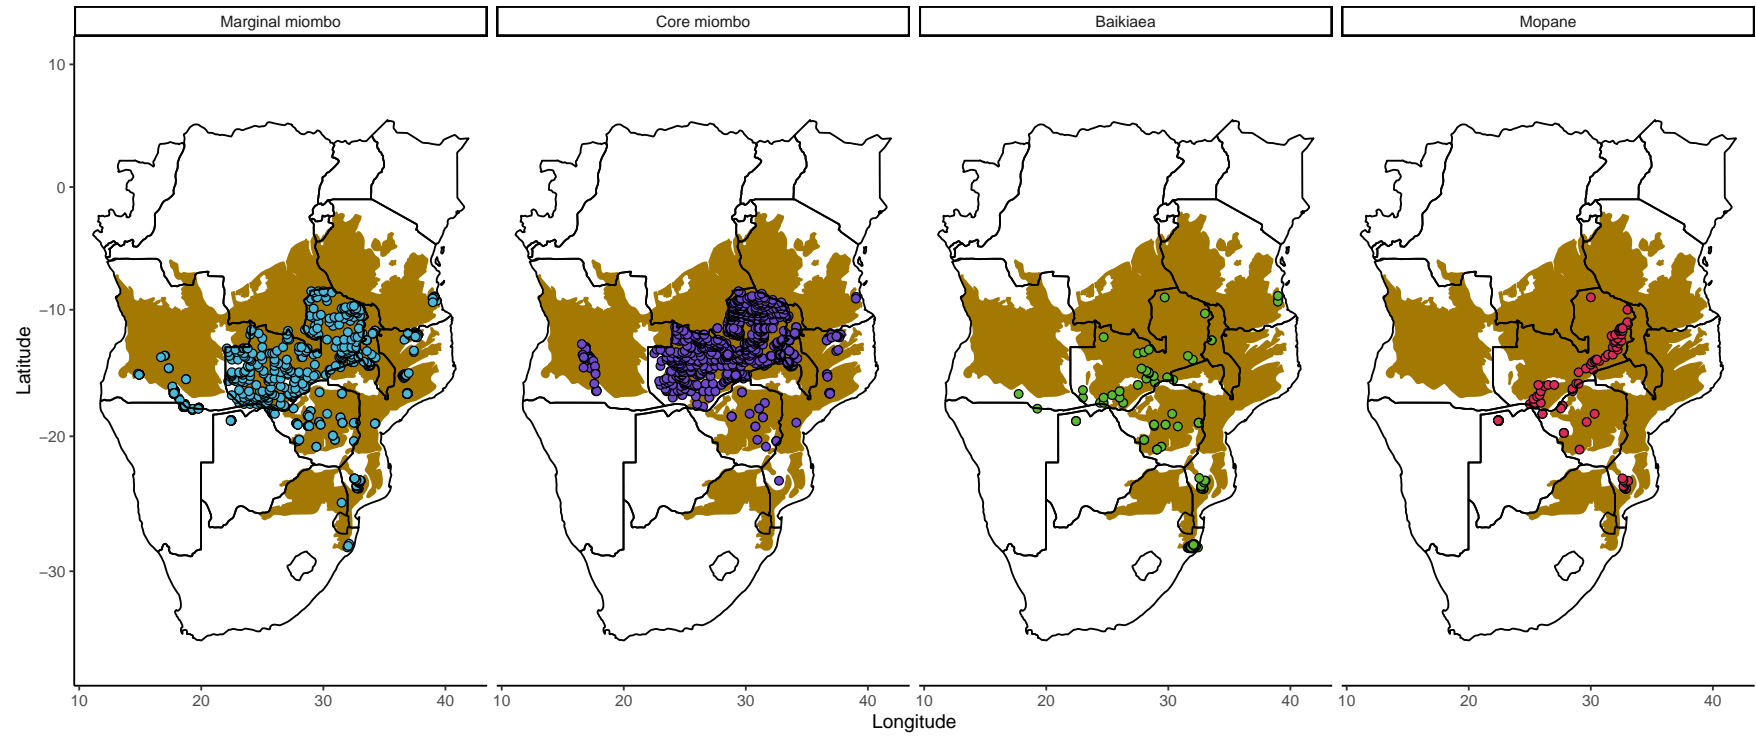 Marginal miombo
Core miombo
Baikiaea
Mopane
10
0
−10
−20
−30
Latitude
10 20 30 40
10 20 30 40
10 20 30 40
10 20 30 40
Longitude